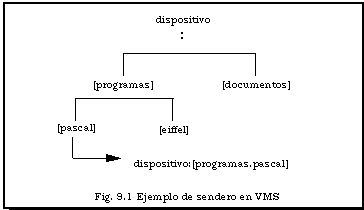 dispositivo
:
[programas] [documentos]
[pascal] [eiffel]
dispositivo:[programas.pascal]
Fig. 9.1 Ejemplo de sendero en VMS